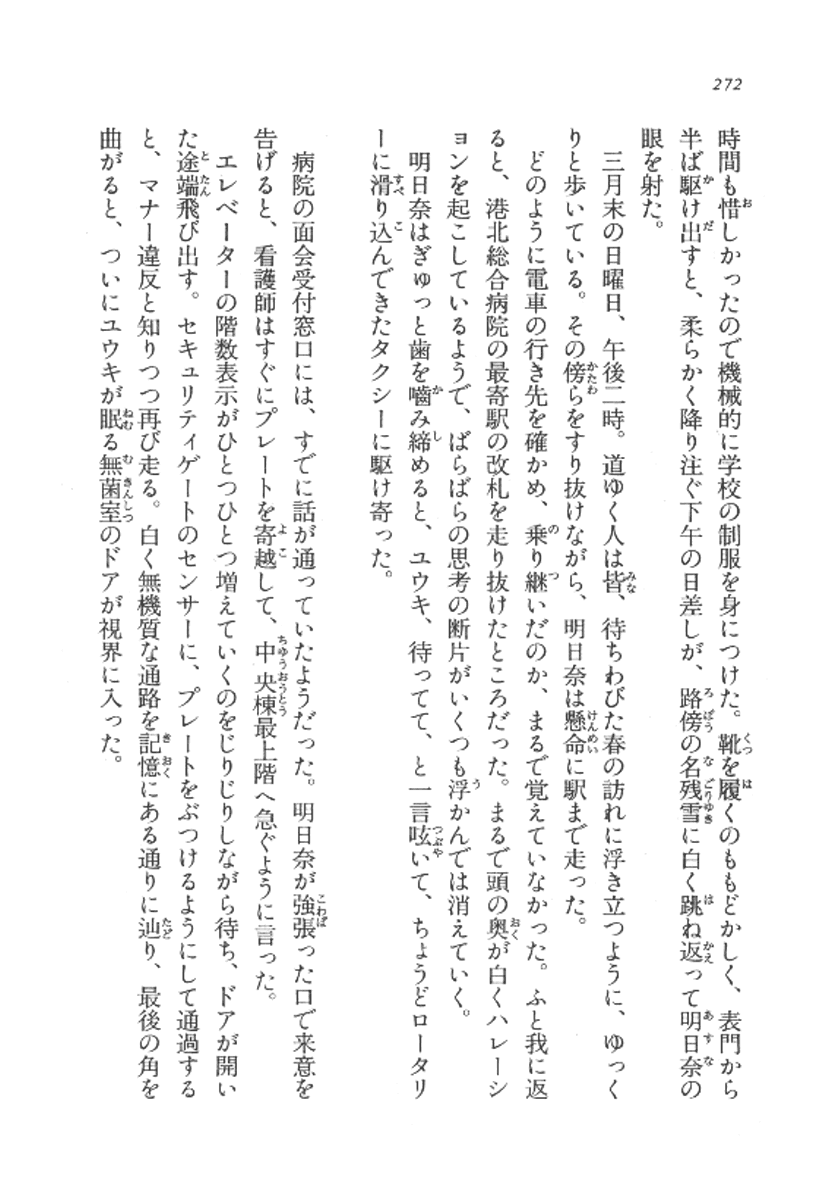 272
時間も惜しかったので機械的に学校の制服を身につけた。靴を履くのももどかしく、表門から
半ば駆け出すと、柔らかく降り注ぐ下午の日差しが、路傍の名残雪に白く跳ね返って明日奈の
眼を射た。
三月末の日曜日、午後二時。道ゆく人は皆、待ちわびた春の訪れに浮き立つように、ゆっく
りと歩いている。その傍らをすり抜けながら、明日奈は懸命に駅まで走った。
どのように電車の行き先を確かめ、乗り継いだのか、まるで覚えていなかった。ふと我に返
ると、港北総合病院の最寄駅の改札を走り抜けたところだった。まるで頭の奥が白くハレーシ
ョンを起こしているようで、ばらばらの思考の断片がいくつも浮かんでは消えていく。
明日奈はぎゅっと歯を嚙み締めると、ユウキ、待ってて、と一言呟いて、ちょうどロータリ
ーに滑り込んできたタクシーに駆け寄った。
病院の面会受付窓口には、すでに話が通っていたようだった。明日奈が強張った口で来意を
告げると、看護師はすぐにプレートを寄越して、中央棟最上階へ急ぐように言った。
エレベーターの階数表示がひとつひとつ増えていくのをじりじりしながら待ち、ドアが開い
た途端飛び出す。セキュリティゲートのセンサーに、プレートをぶつけるようにして通過する
と、マナー違反と知りつつ再び走る。白く無機質な通路を記憶にある通りに辿り、最後の角を
曲がると、ついにユウキが眠る無菌室のドアが視界に入った。